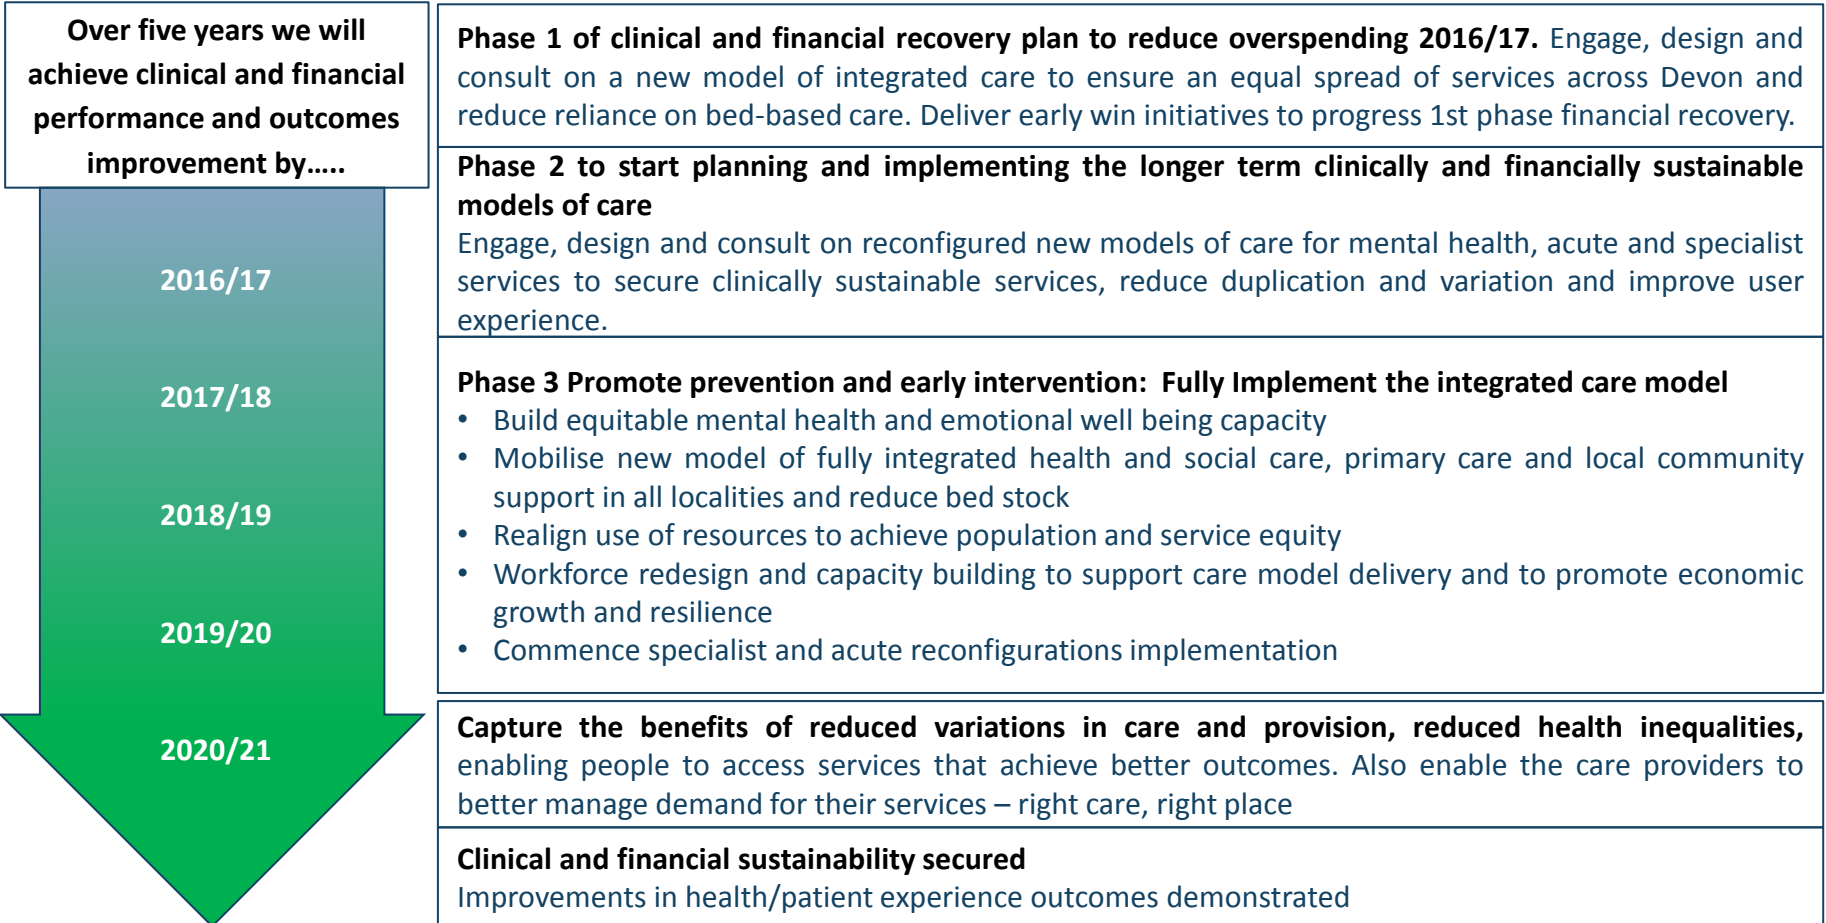 Over five years we will
achieve clinical and financial
performance and outcomes
improvement by…..
2016/17
2017/18
2018/19
2019/20
2020/21
Phase 1 of clinical and financial recovery plan to reduce overspending 2016/17. Engage, design and
consult on a new model of integrated care to ensure an equal spread of services across Devon and
reduce reliance on bed-based care. Deliver early win initiatives to progress 1st phase financial recovery.
Phase 2 to start planning and implementing the longer term clinically and financially sustainable
models of care
Engage, design and consult on reconfigured new models of care for mental health, acute and specialist
services to secure clinically sustainable services, reduce duplication and variation and improve user
experience.
Phase 3 Promote prevention and early intervention: Fully Implement the integrated care model
• Build equitable mental health and emotional well being capacity
• Mobilise new model of fully integrated health and social care, primary care and local community
support in all localities and reduce bed stock
• Realign use of resources to achieve population and service equity
• Workforce redesign and capacity building to support care model delivery and to promote economic
growth and resilience
• Commence specialist and acute reconfigurations implementation
Capture the benefits of reduced variations in care and provision, reduced health inequalities,
enabling people to access services that achieve better outcomes. Also enable the care providers to
better manage demand for their services – right care, right place
Clinical and financial sustainability secured
Improvements in health/patient experience outcomes demonstrated